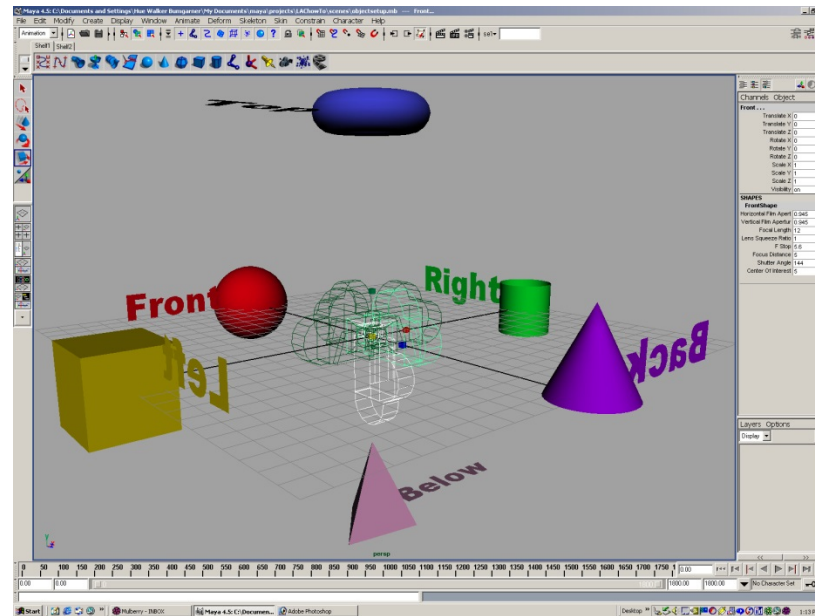 Maya 4.5: C:\Documents and Settings\Hue Walker Bumgarner\My Documents\maya\projects\LAChowTo\scenes\objectsetup.mb --- Front...
File Edit Modify Create Display Window Animate Deform Skeleton Skin Constrain Character Help
Animation
sel
Shelf1 Shelf2
Channels Object
Front . . .
Translate X 0
Translate Y 0
Translate Z 0
Rotate X 0
Rotate Y 0
Rotate Z 0
Scale X 1
Scale Y 1
Scale Z 1
Visibility on
SHAPES
FrontShape
Horizontal Film Apert 0.945
Vertical Film Apertur 0.945
Focal Length 12
Lens Squeeze Ratio 1
F Stop 5.6
Focus Distance 5
Shutter Angle 144
Center Of Interest 5
Top
Front
Right
Left
Back
Below
persp
y
Layers Options
Display
0 50 100 150 200 250 300 350 400 450 500 550 600 650 700 750 800 850 900 950 1000 1050 1100 1150 1200 1250 1300 1350 1400 1450 1500 1550 1600 1650 1700 1750 0.00
0.00 0.00 1800.00 1800.00 No Character Set
Start Mulberry - INBOX Maya 4.5: C:\Documen... Adobe Photoshop Desktop